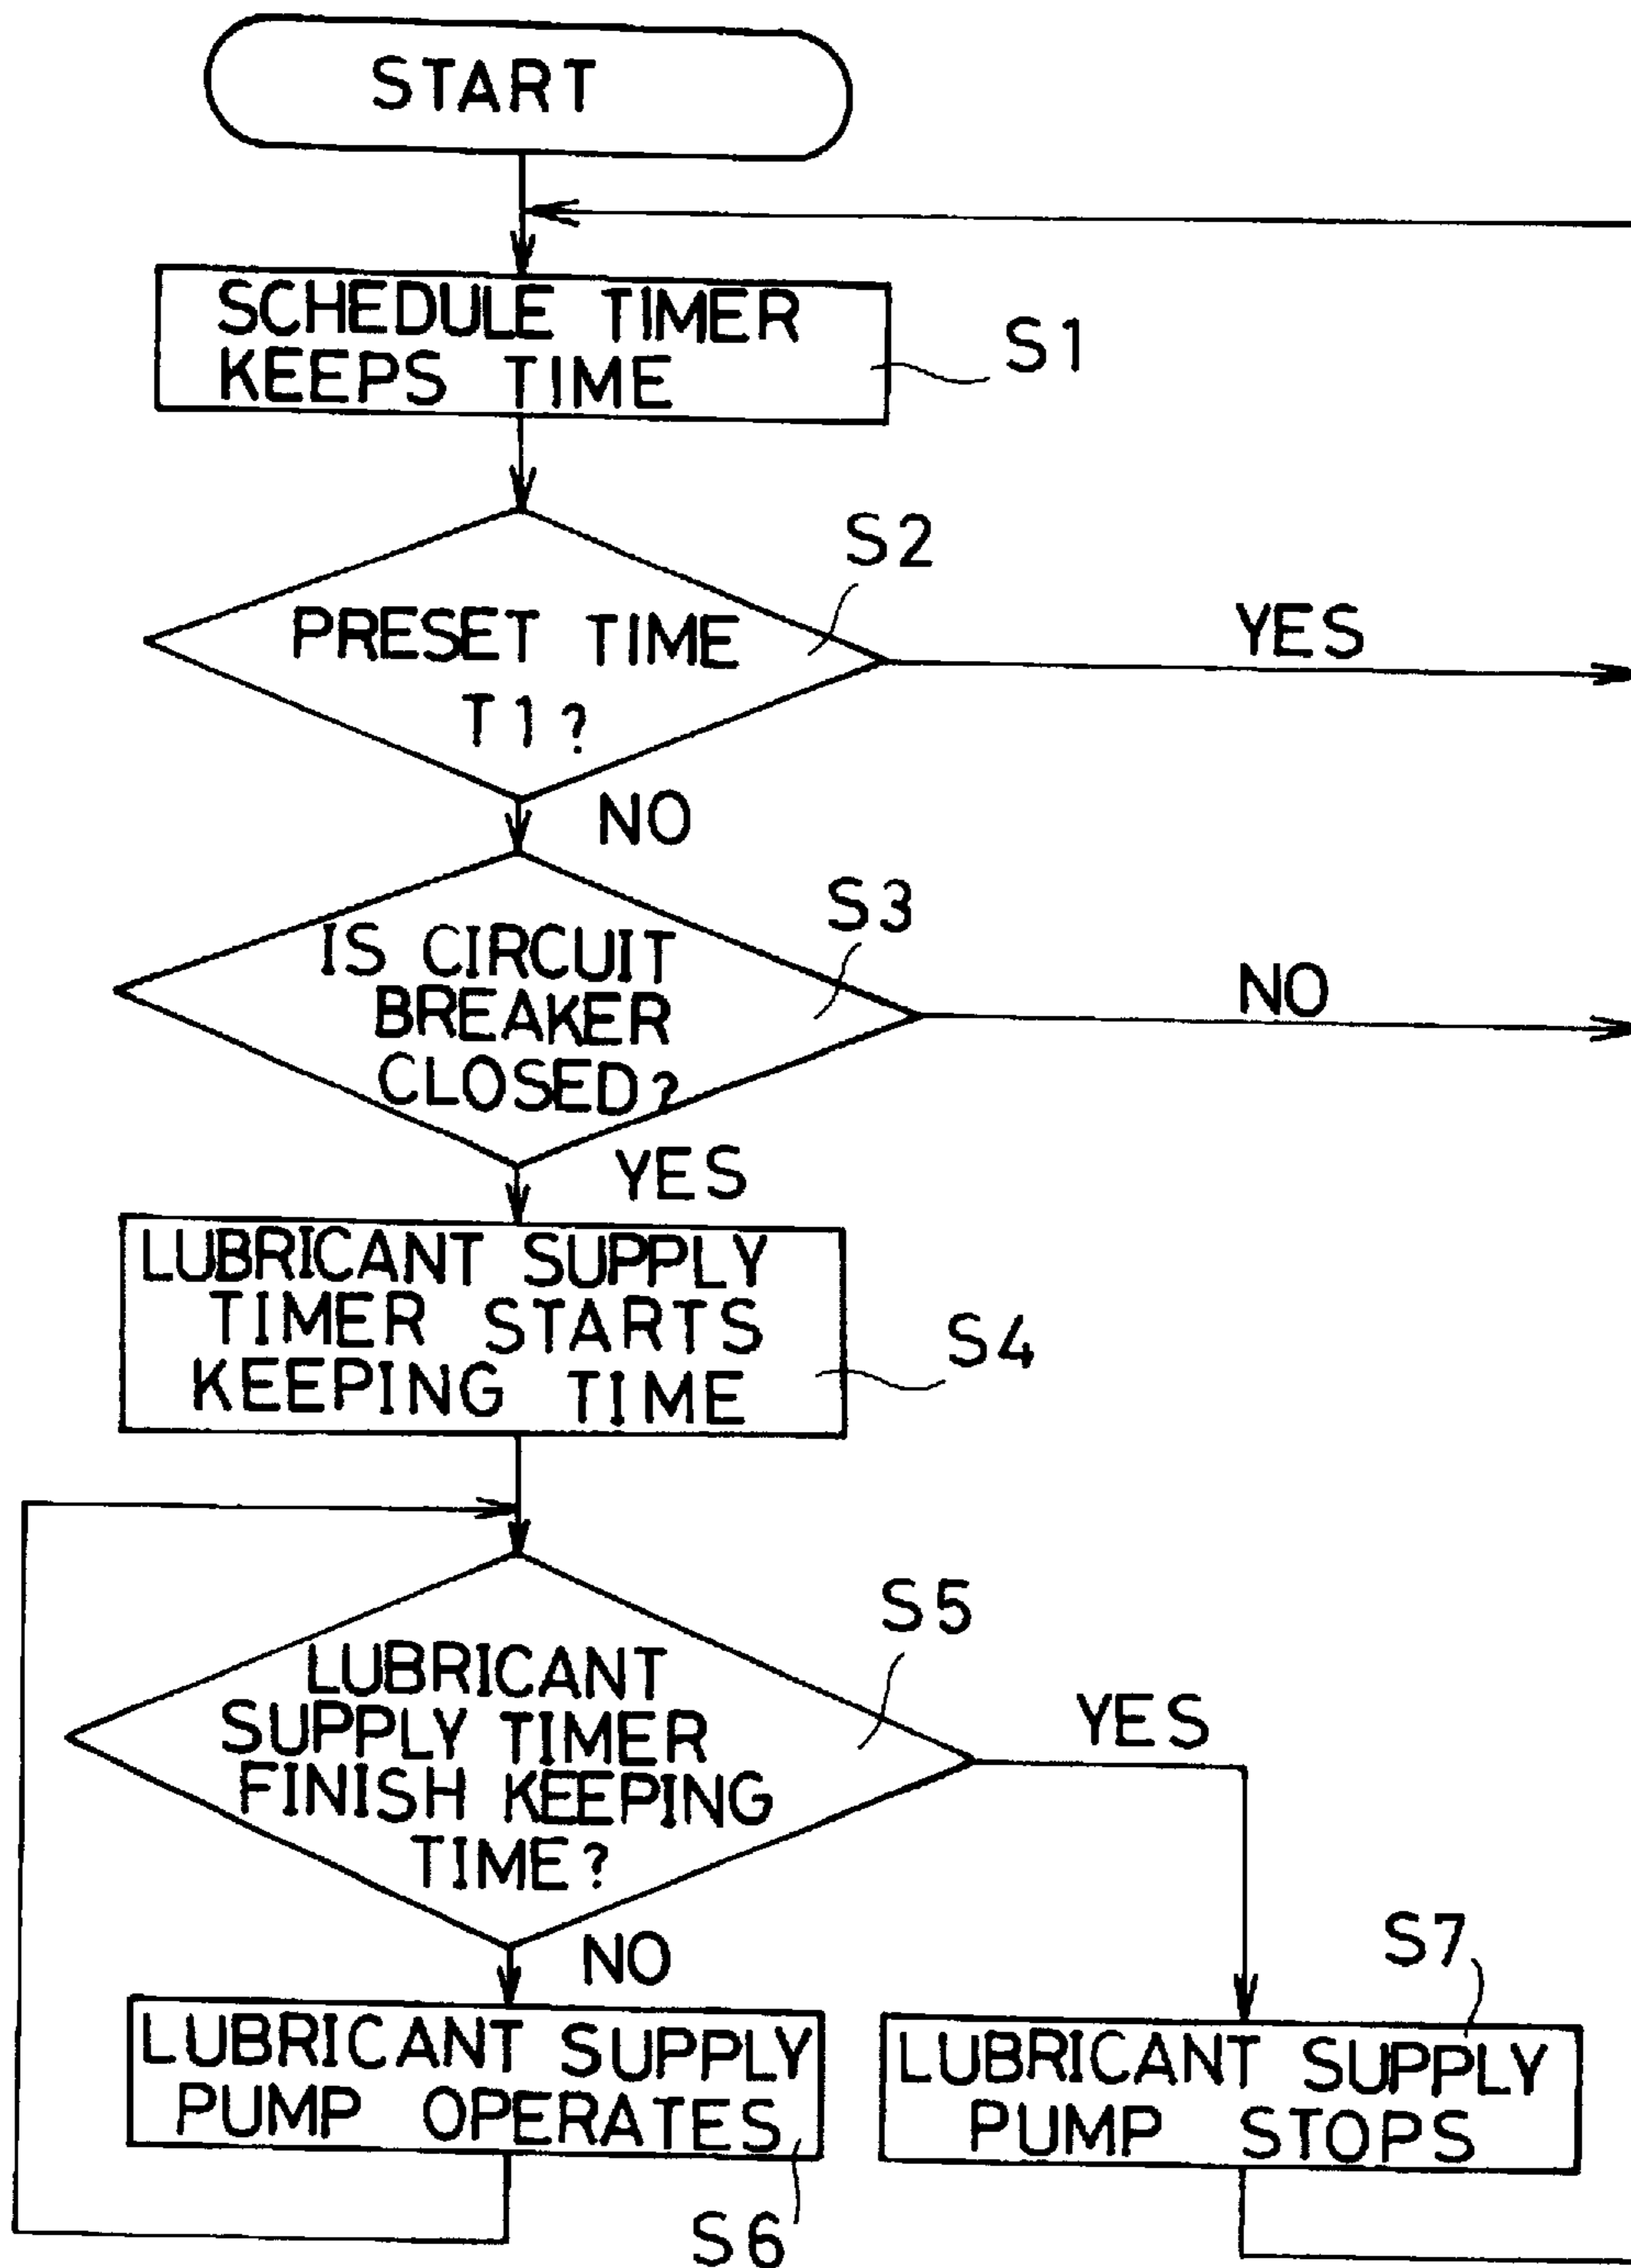 START
SCHEDULE TIMER
KEEPS TIME
S1
S2
PRESET TIME
T1?
YES
NO
S3
IS CIRCUIT
BREAKER
CLOSED?
NO
YES
LUBRICANT SUPPLY
TIMER STARTS
KEEPING TIME
S4
S5
LUBRICANT
SUPPLY TIMER
FINISH KEEPING
TIME?
YES
NO
S7
LUBRICANT SUPPLY
PUMP OPERATES
LUBRICANT SUPPLY
PUMP STOPS
S6